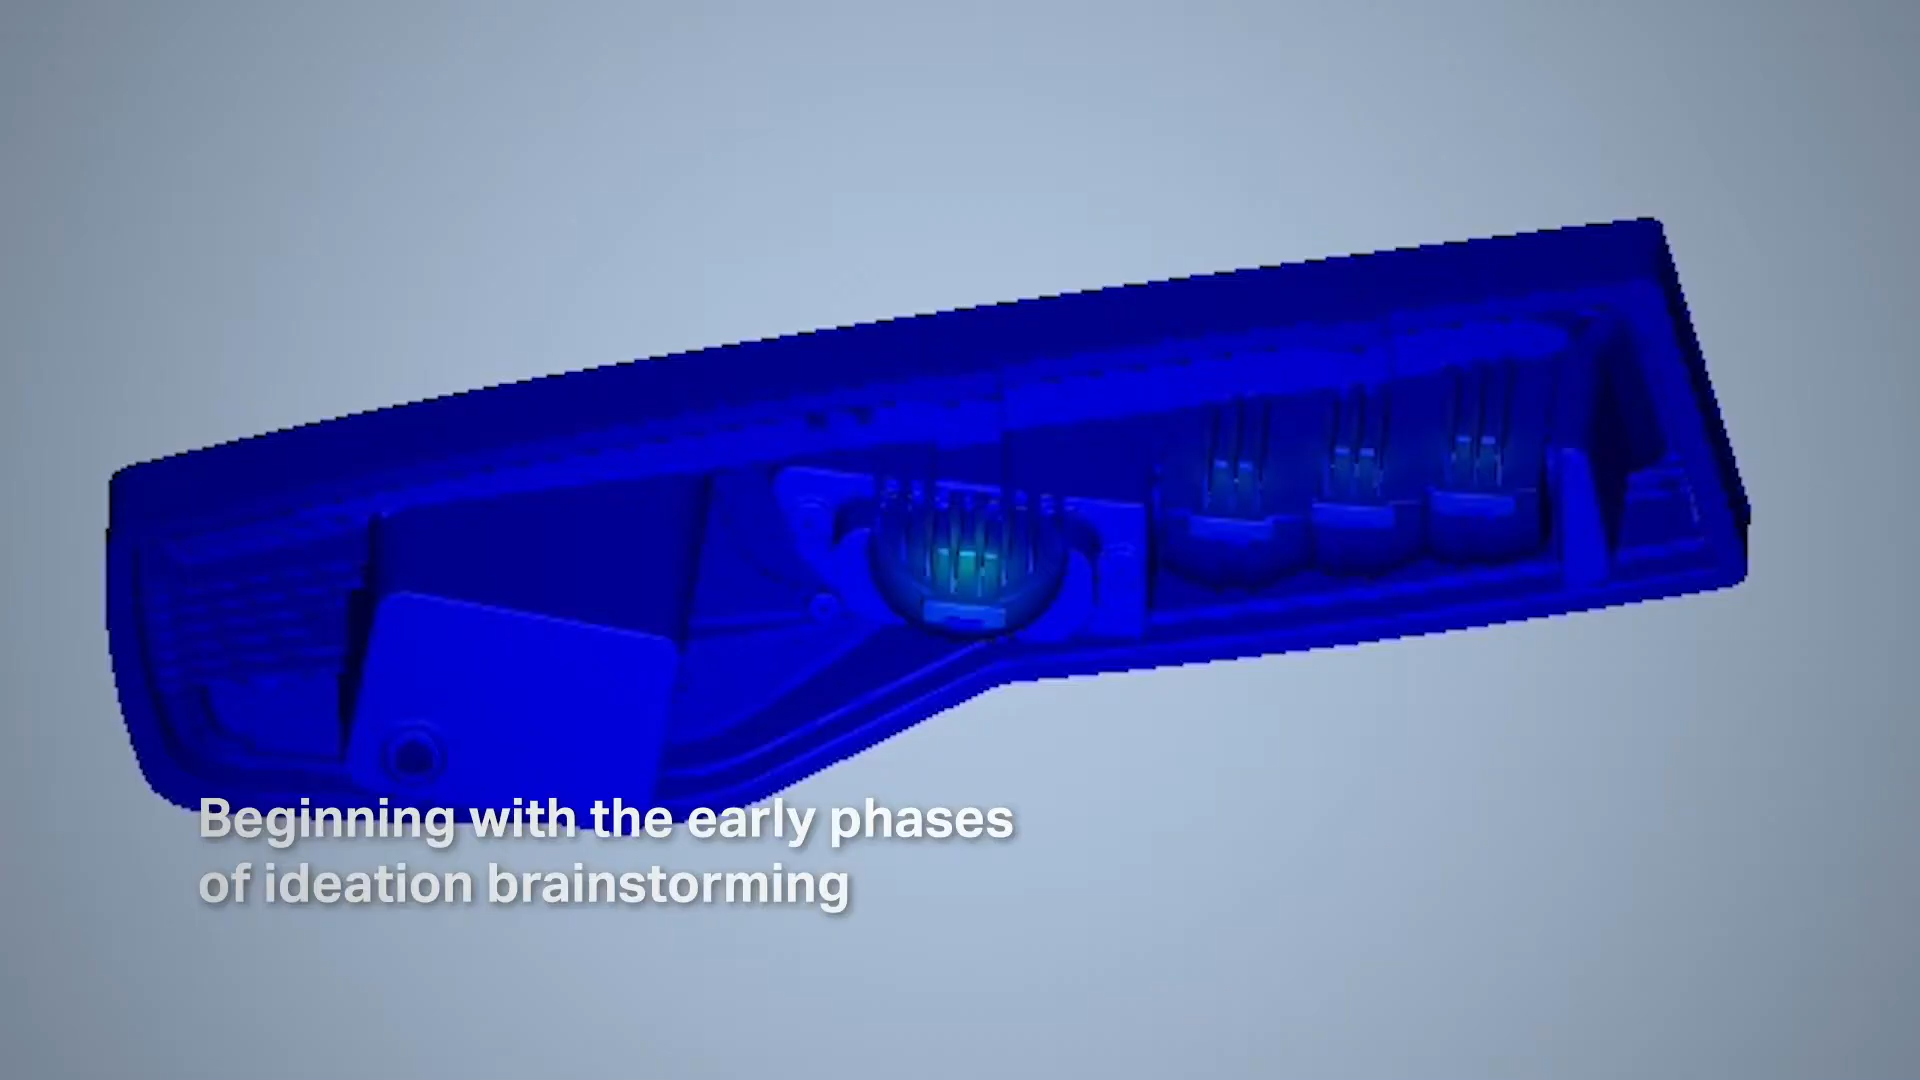 Beginning with the early phases
of ideation brainstorming